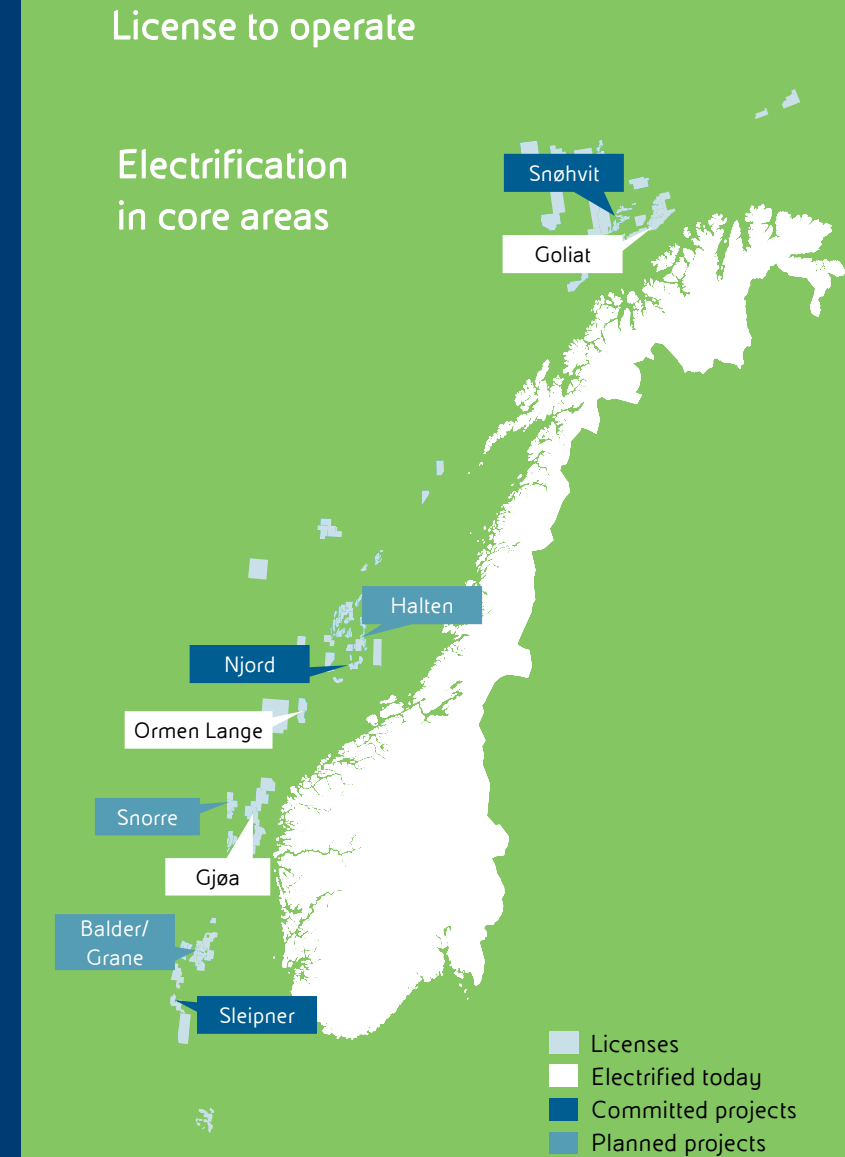 License to operate
Electrification
in core areas
Snøhvit
Goliat
Halten
Njord
Ormen Lange
Snorre
Gjøa
Balder/
Grane
Sleipner
Licenses
Electrified today
Committed projects
Planned projects